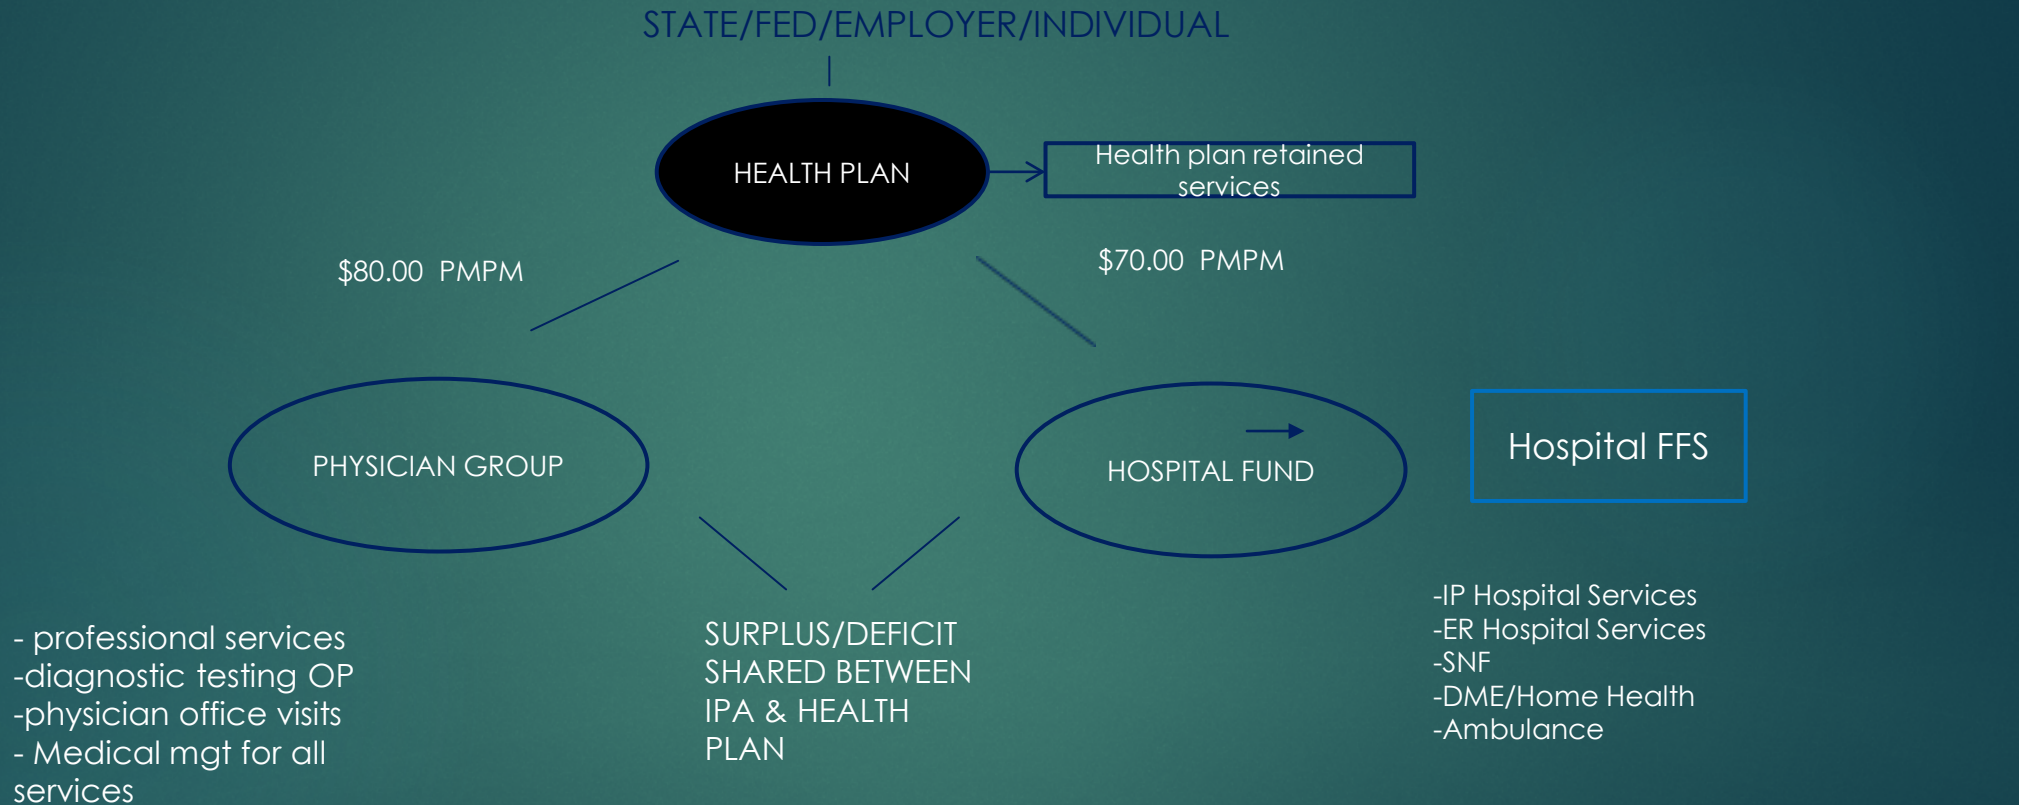 STATE/FED/EMPLOYER/INDIVIDUAL
HEALTH PLAN
Health plan retained
services
$80.00 PMPM
$70.00 PMPM
PHYSICIAN GROUP
HOSPITAL FUND
Hospital FFS
- professional services
-diagnostic testing OP
-physician office visits
- Medical mgt for all
services
SURPLUS/DEFICIT
SHARED BETWEEN
IPA & HEALTH
PLAN
-IP Hospital Services
-ER Hospital Services
-SNF
-DME/Home Health
-Ambulance